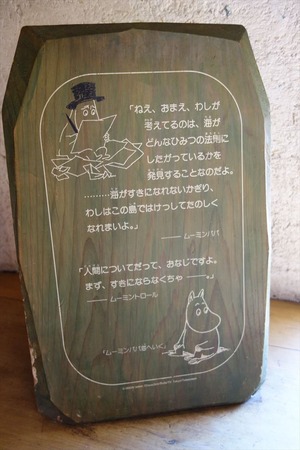 「ねえ、おまえ、わしが
考えてるのは、海が
どんなひみつの法則に
したがっているかを
発見することなのだよ。
………海がすきになれないかぎり、
わしはこの島ではけっしてたのしく
なれまいよ。」
―― ムーミンパパ
「人間についてだって、おなじですよ。
まず、すきにならなくちゃ――。」
―― ムーミントロール
「ムーミンパパ海へいく」